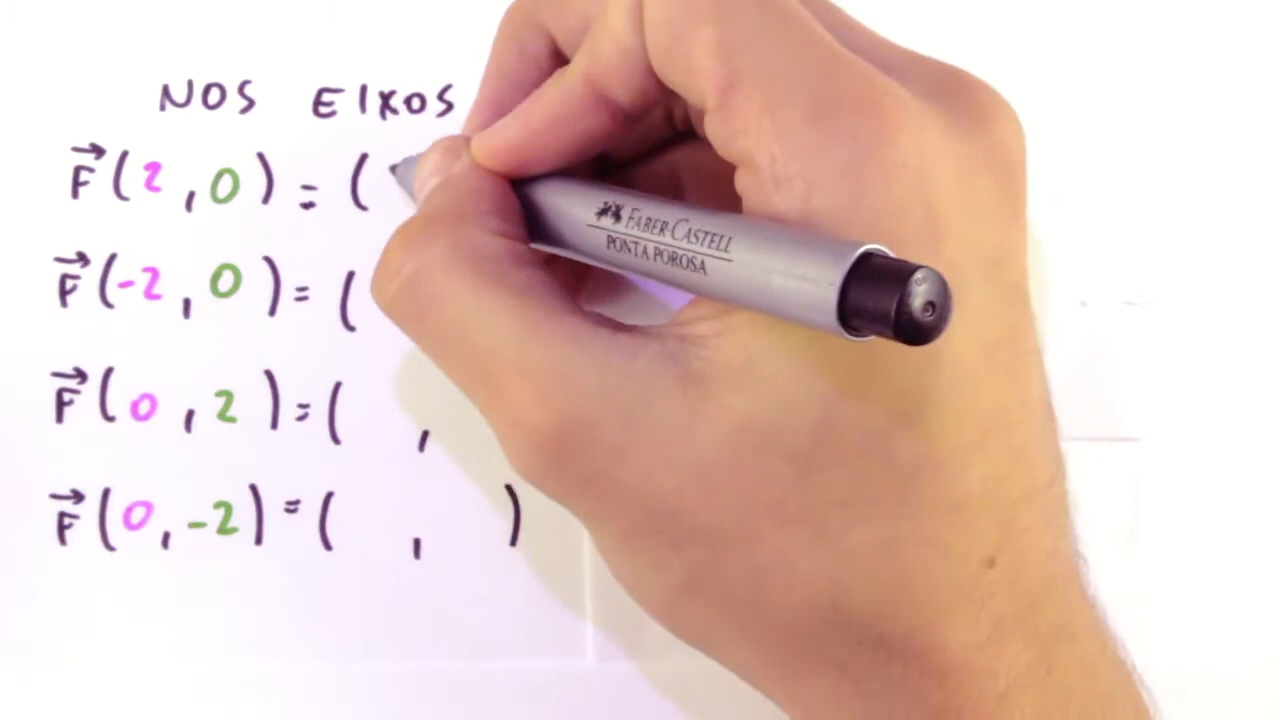 NOS EIXOS
F⃗(2,0) = (
F⃗(-2,0) = (
F⃗(0,2) = ( ,
F⃗(0,-2) = ( , )
FABER-CASTELL
PONTA POROSA